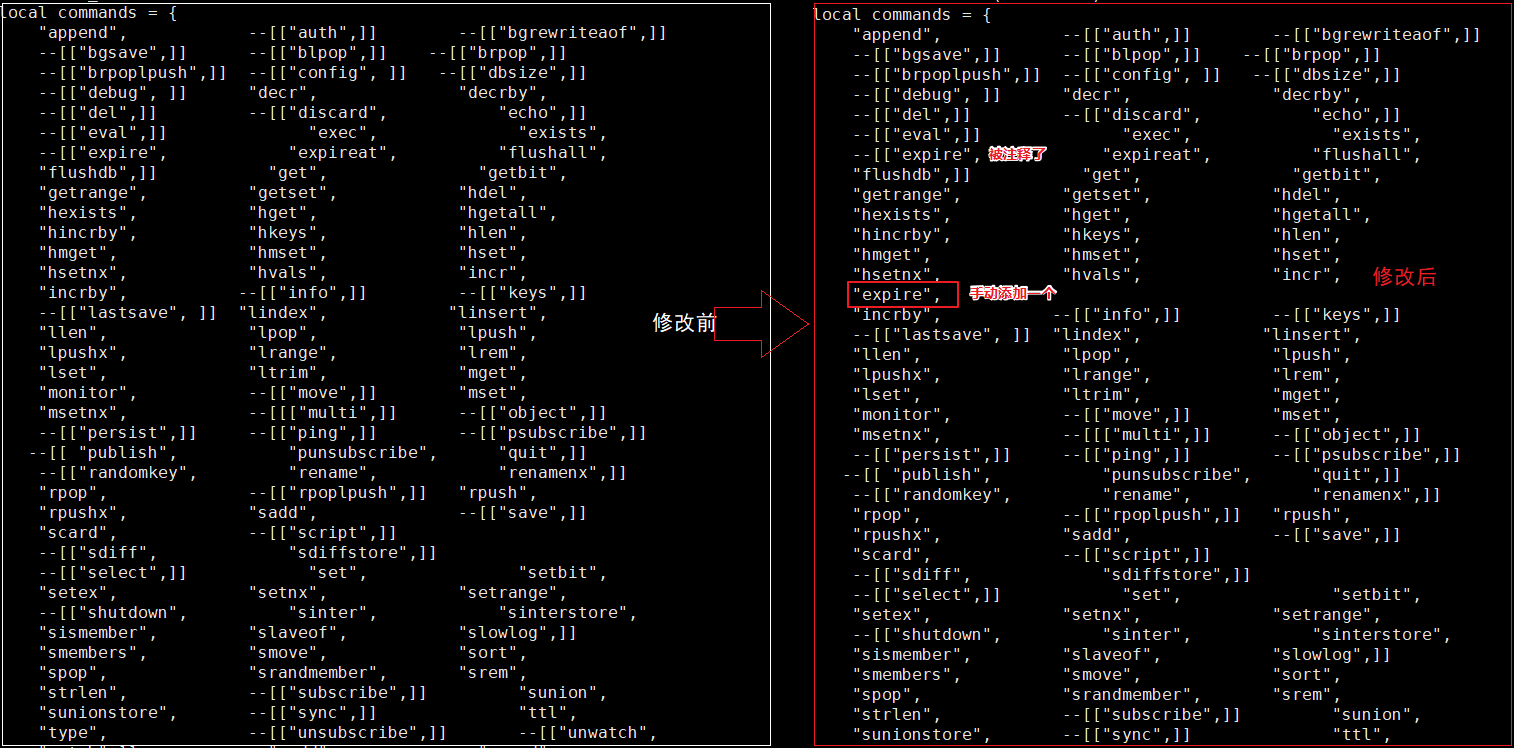 local commands = {
"append", --[["auth",]] --[["bgrewriteaof",]]
--[["bgsave",]] --[["blpop",]] --[["brpop",]]
--[["brpoplpush",]] --[["config", ]] --[["dbsize",]]
--[["debug", ]] "decr", "decrby",
--[["del",]] --[["discard", "echo",]]
--[["eval",]] "exec", "exists",
--[["expire", "expireat", "flushall",
"flushdb",]] "get", "getbit",
"getrange", "getset", "hdel",
"hexists", "hget", "hgetall",
"hincrby", "hkeys", "hlen",
"hmget", "hmset", "hset",
"hsetnx", "hvals", "incr",
"incrby", --[["info",]] --[["keys",]]
--[["lastsave", ]] "lindex", "linsert",
"llen", "lpop", "lpush",
"lpushx", "lrange", "lrem",
"lset", "ltrim", "mget",
"monitor", --[["move",]] "mset",
"msetnx", --[[["multi",]] --[["object",]]
--[["persist",]] --[["ping",]] --[["psubscribe",]]
--[[ "publish", "punsubscribe", "quit",]]
--[["randomkey", "rename", "renamenx",]]
"rpop", --[["rpoplpush",]] "rpush",
"rpushx", "sadd", --[["save",]]
"scard", --[["script",]]
--[["sdiff", "sdiffstore",]]
--[["select",]] "set", "setbit",
"setex", "setnx", "setrange",
--[["shutdown", "sinter", "sinterstore",
"sismember", "slaveof", "slowlog",]]
"smembers", "smove", "sort",
"spop", "srandmember", "srem",
"strlen", --[["subscribe",]] "sunion",
"sunionstore", --[["sync",]] "ttl",
"type", --[["unsubscribe",]] --[["unwatch",
修改前
local commands = {
"append", --[["auth",]] --[["bgrewriteaof",]]
--[["bgsave",]] --[["blpop",]] --[["brpop",]]
--[["brpoplpush",]] --[["config", ]] --[["dbsize",]]
--[["debug", ]] "decr", "decrby",
--[["del",]] --[["discard", "echo",]]
--[["eval",]] "exec", "exists",
--[["expire", 被注释了 "expireat", "flushall",
"flushdb",]] "get", "getbit",
"getrange", "getset", "hdel",
"hexists", "hget", "hgetall",
"hincrby", "hkeys", "hlen",
"hmget", "hmset", "hset",
"hsetnx", "hvals", "incr", 修改后
"expire", 手动添加一个
"incrby", --[["info",]] --[["keys",]]
--[["lastsave", ]] "lindex", "linsert",
"llen", "lpop", "lpush",
"lpushx", "lrange", "lrem",
"lset", "ltrim", "mget",
"monitor", --[["move",]] "mset",
"msetnx", --[[["multi",]] --[["object",]]
--[["persist",]] --[["ping",]] --[["psubscribe",]]
--[[ "publish", "punsubscribe", "quit",]]
--[["randomkey", "rename", "renamenx",]]
"rpop", --[["rpoplpush",]] "rpush",
"rpushx", "sadd", --[["save",]]
"scard", --[["script",]]
--[["sdiff", "sdiffstore",]]
--[["select",]] "set", "setbit",
"setex", "setnx", "setrange",
--[["shutdown", "sinter", "sinterstore",
"sismember", "slaveof", "slowlog",]]
"smembers", "smove", "sort",
"spop", "srandmember", "srem",
"strlen", --[["subscribe",]] "sunion",
"sunionstore", --[["sync",]] "ttl",